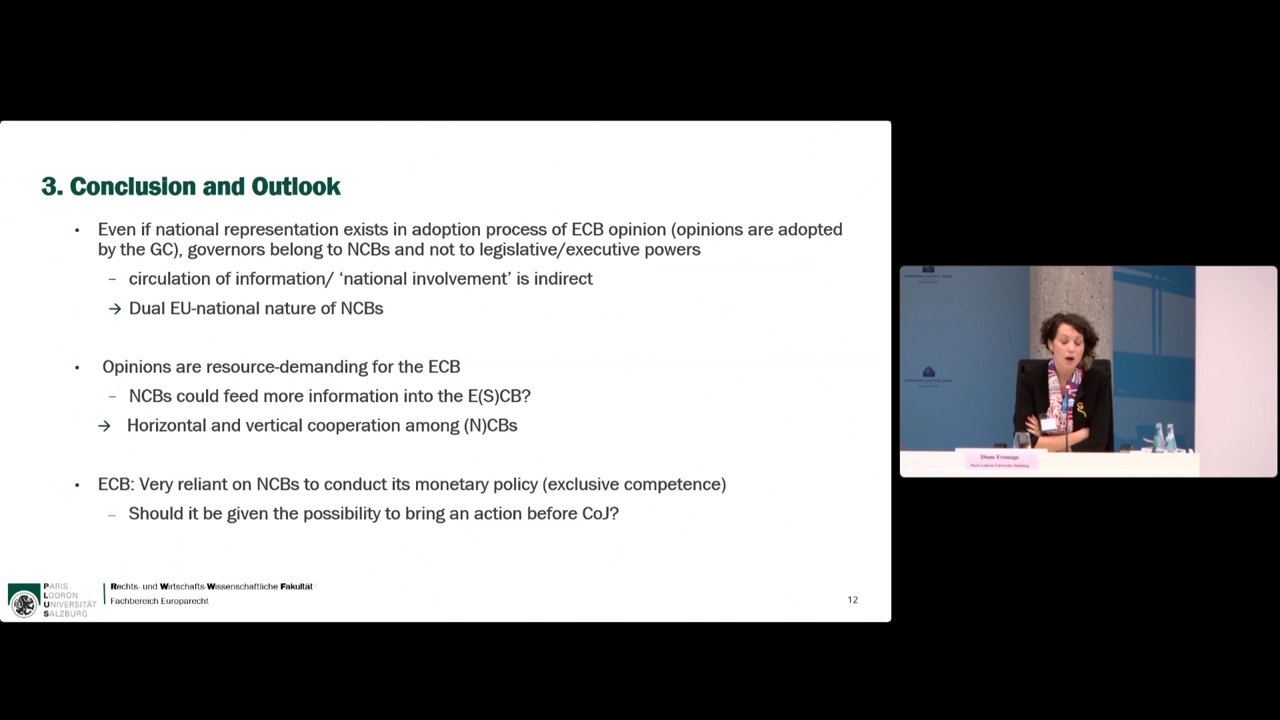 3. Conclusion and Outlook
• Even if national representation exists in adoption process of ECB opinion (opinions are adopted
by the GC), governors belong to NCBs and not to legislative/executive powers
– circulation of information/ ‘national involvement’ is indirect
→ Dual EU-national nature of NCBs
• Opinions are resource-demanding for the ECB
– NCBs could feed more information into the E(S)CB?
→ Horizontal and vertical cooperation among (N)CBs
• ECB: Very reliant on NCBs to conduct its monetary policy (exclusive competence)
– Should it be given the possibility to bring an action before CoJ?
PARIS
LODRON
UNIVERSITÄT
SALZBURG
Rechts- und Wirtschafts-Wissenschaftliche Fakultät
Fachbereich Europarecht
12
Diane Fromage
Paris Lodron University Salzburg